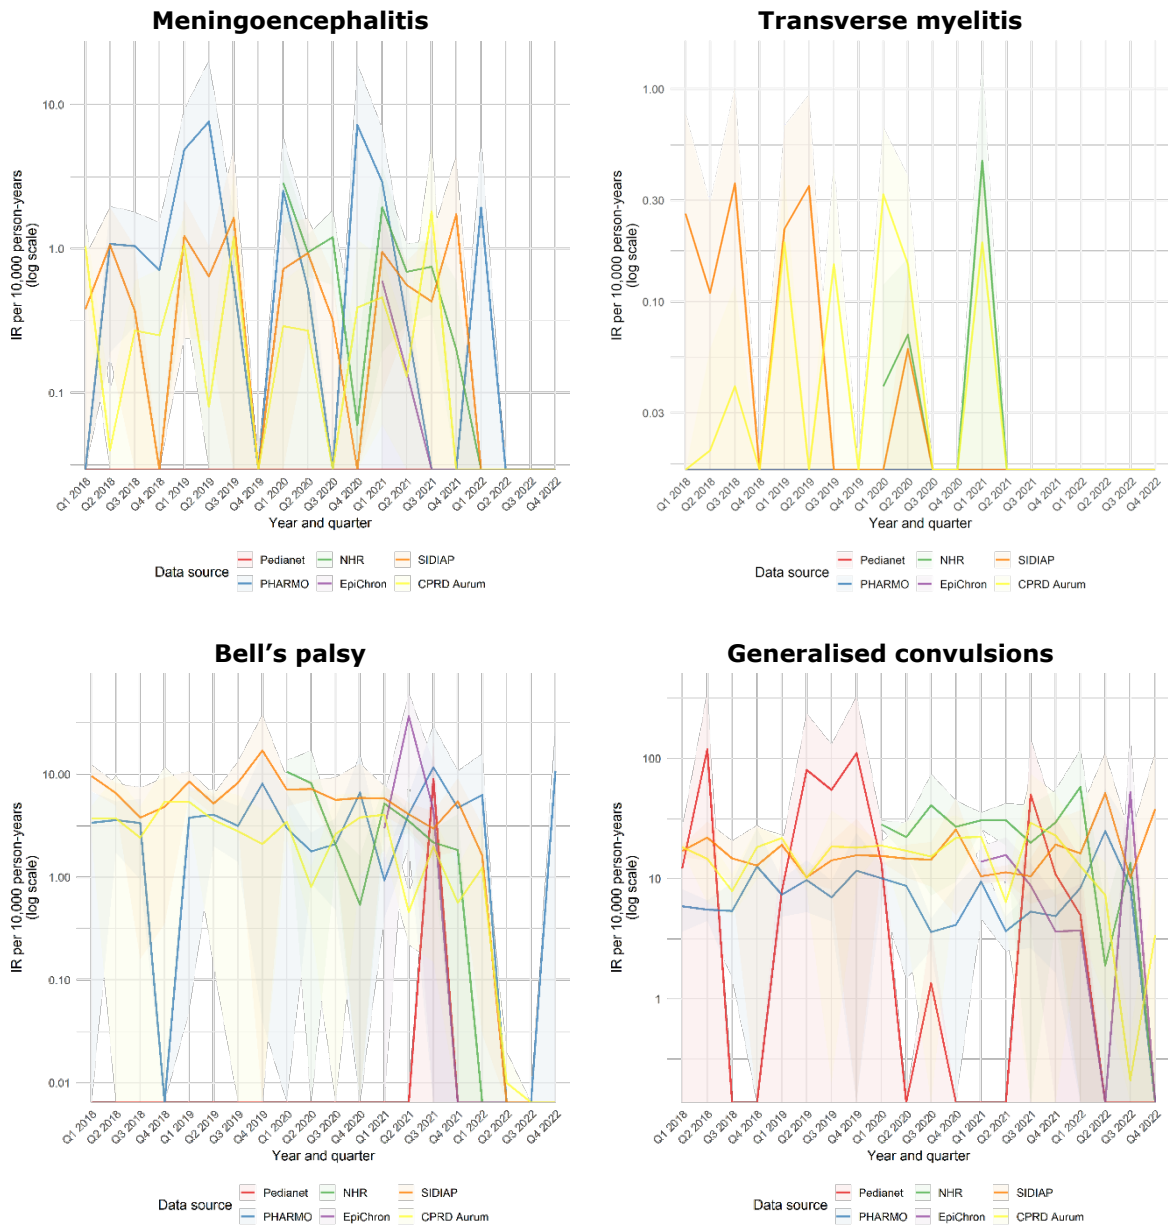 Meningoencephalitis
IR per 10,000 person-years
(log scale)
10.0
1.0
0.1
Q1 2018
Q2 2018
Q3 2018
Q4 2018
Q1 2019
Q2 2019
Q3 2019
Q4 2019
Q1 2020
Q2 2020
Q3 2020
Q4 2020
Q1 2021
Q2 2021
Q3 2021
Q4 2021
Q1 2022
Q2 2022
Q3 2022
Q4 2022
Year and quarter
Data source
Pedianet
NHR
SIDIAP
PHARMO
EpiChron
CPRD Aurum
Transverse myelitis
IR per 10,000 person-years
(log scale)
1.00
0.30
0.10
0.03
Q1 2018
Q2 2018
Q3 2018
Q4 2018
Q1 2019
Q2 2019
Q3 2019
Q4 2019
Q1 2020
Q2 2020
Q3 2020
Q4 2020
Q1 2021
Q2 2021
Q3 2021
Q4 2021
Q1 2022
Q2 2022
Q3 2022
Q4 2022
Year and quarter
Data source
Pedianet
NHR
SIDIAP
PHARMO
EpiChron
CPRD Aurum
Bell's palsy
IR per 10,000 person-years
(log scale)
10.00
1.00
0.10
0.01
Q1 2018
Q2 2018
Q3 2018
Q4 2018
Q1 2019
Q2 2019
Q3 2019
Q4 2019
Q1 2020
Q2 2020
Q3 2020
Q4 2020
Q1 2021
Q2 2021
Q3 2021
Q4 2021
Q1 2022
Q2 2022
Q3 2022
Q4 2022
Year and quarter
Data source
Pedianet
NHR
SIDIAP
PHARMO
EpiChron
CPRD Aurum
Generalised convulsions
IR per 10,000 person-years
(log scale)
100
10
1
Q1 2018
Q2 2018
Q3 2018
Q4 2018
Q1 2019
Q2 2019
Q3 2019
Q4 2019
Q1 2020
Q2 2020
Q3 2020
Q4 2020
Q1 2021
Q2 2021
Q3 2021
Q4 2021
Q1 2022
Q2 2022
Q3 2022
Q4 2022
Year and quarter
Data source
Pedianet
NHR
SIDIAP
PHARMO
EpiChron
CPRD Aurum